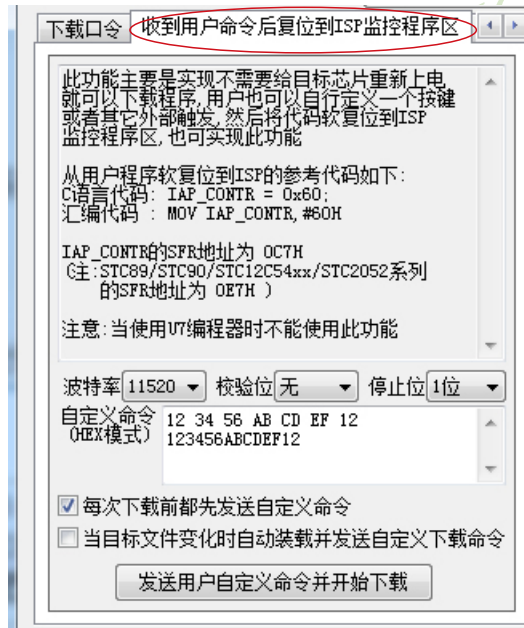 下载口令 收到用户命令后复位到ISP监控程序区
此功能主要是实现不需要给目标芯片重新上电,
就可以下载程序,用户也可以自行定义一个按键
或者其它外部触发,然后将代码软复位到ISP
监控程序区,也可实现此功能
从用户程序软复位到ISP的参考代码如下:
C语言代码: IAP_CONTR = 0x60;
汇编代码 : MOV IAP_CONTR,#60H
IAP_CONTR的SFR地址为 0C7H
(注:STC89/STC90/STC12C54xx/STC2052系列
的SFR地址为 0E7H )
注意:当使用U7编程器时不能使用此功能
波特率 11520 校验位 无 停止位 1位
自定义命令
(HEX模式)
12 34 56 AB CD EF 12
123456ABCDEF12
每次下载前都先发送自定义命令
当目标文件变化时自动装载并发送自定义下载命令
发送用户自定义命令并开始下载